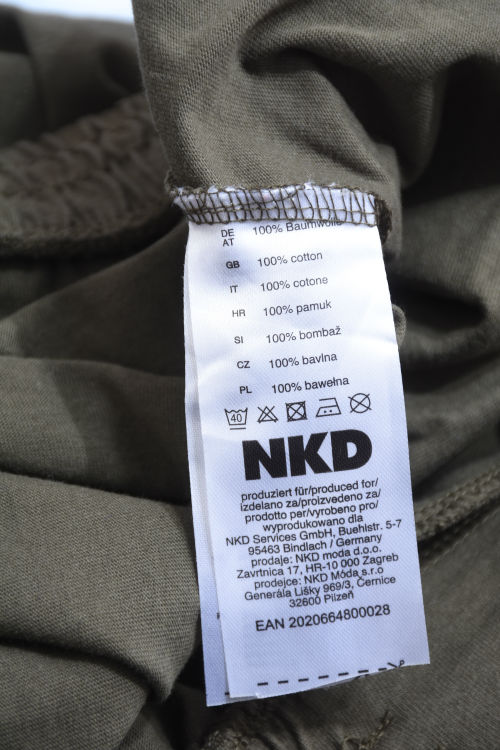 DE 100% Baumwolle
AT
GB 100% cotton
IT 100% cotone
HR 100% pamuk
SI 100% bombaž
CZ 100% bavlna
PL 100% bawełna
40
NKD
produziert für/produced for/
izdelano za/proizvedeno za/
prodotto per/vyrobeno pro/
wyprodukowano dla
NKD Services GmbH, Buehlstr. 5-7
95463 Bindlach / Germany
prodaje: NKD moda d.o.o.
Zavrtnica 17, HR-10 000 Zagreb
prodejce: NKD Móda s.r.o
Generála Lišky 969/3, Černice
32600 Plzeń
EAN 2020664800028